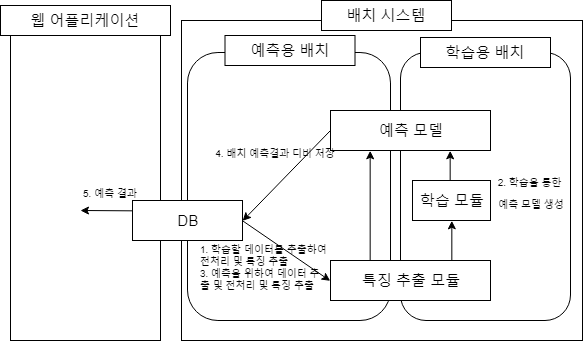 웹 어플리케이션
배치 시스템
예측용 배치
학습용 배치
예측 모델
4. 배치 예측결과 디비 저장
2. 학습을 통한
예측 모델 생성
5. 예측 결과
학습 모듈
DB
1. 학습할 데이터를 추출하여
전처리 및 특징 추출
3. 예측을 위하여 데이터 추
출 및 전처리 및 특징 추출
특징 추출 모듈